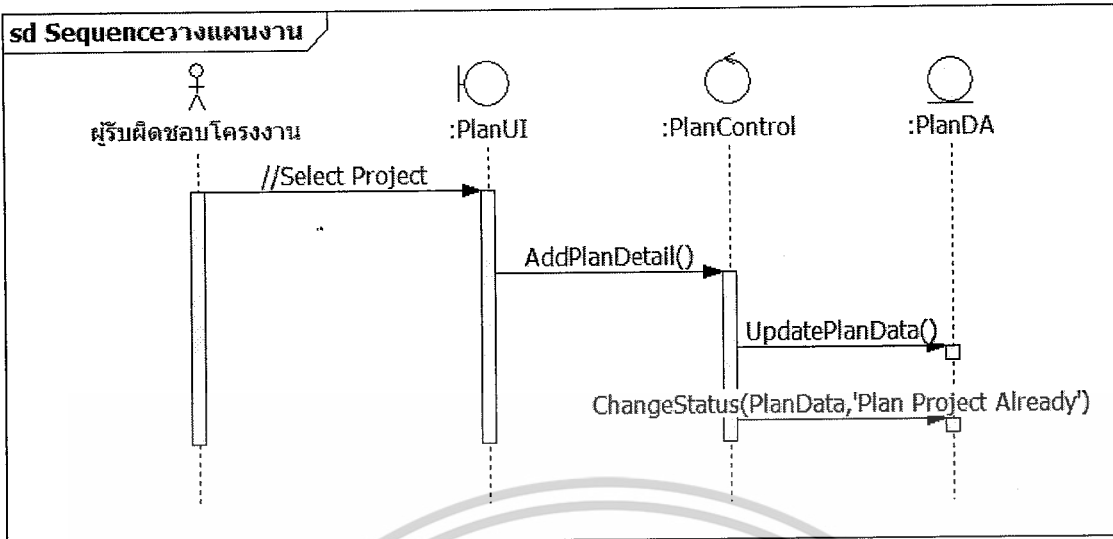 sd Sequenceวางแผนงาน
ผู้รับผิดชอบโครงงาน
:PlanUI
:PlanControl
:PlanDA
//Select Project
AddPlanDetail()
UpdatePlanData()
ChangeStatus(PlanData,'Plan Project Already')